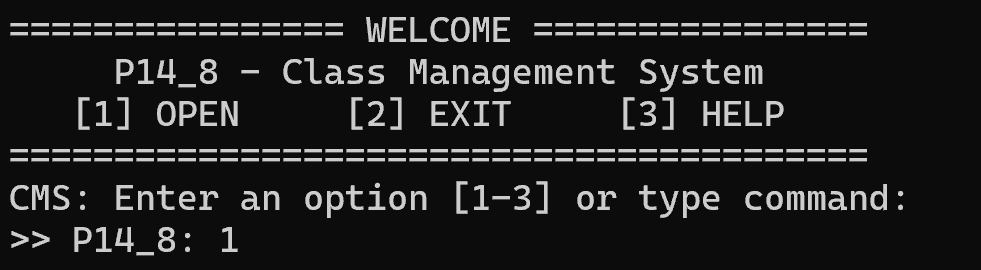 ================ WELCOME ================
P14_8 - Class Management System
[1] OPEN [2] EXIT [3] HELP
=========================================
CMS: Enter an option [1-3] or type command:
>> P14_8: 1